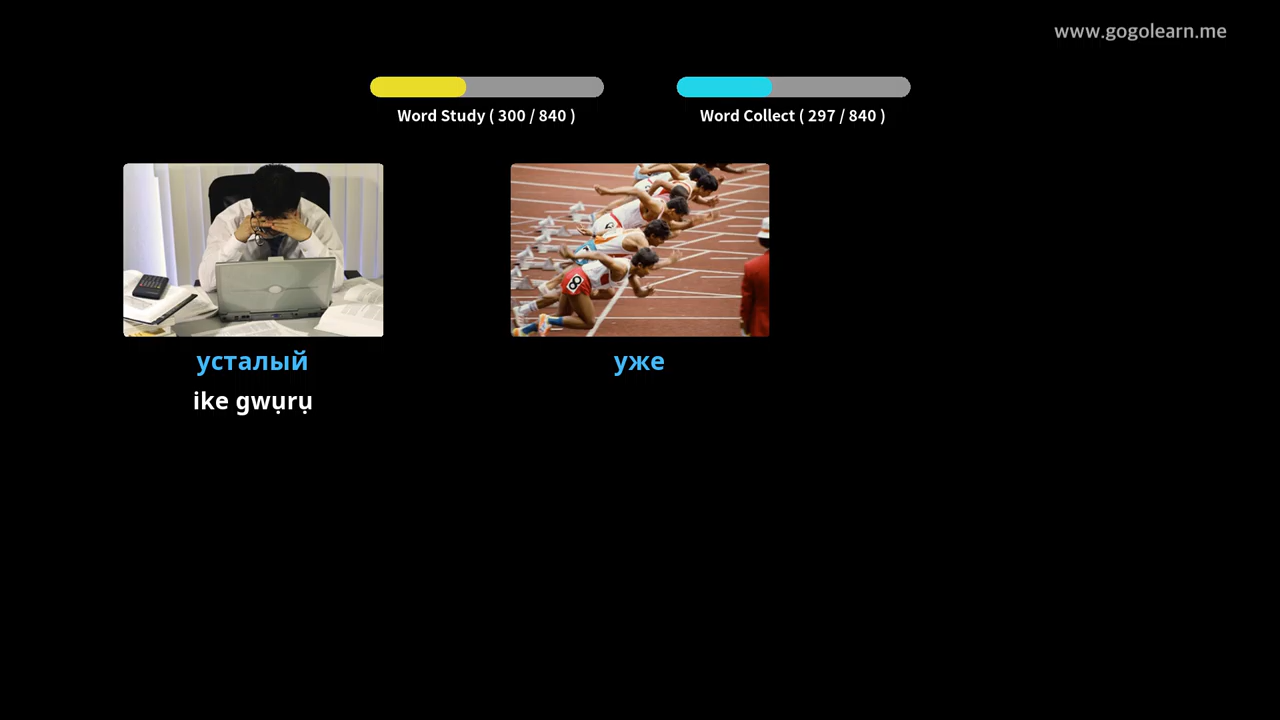 www.gogolearn.me
Word Study ( 300 / 840 )
Word Collect ( 297 / 840 )
усталый
уже
ike gwụrụ